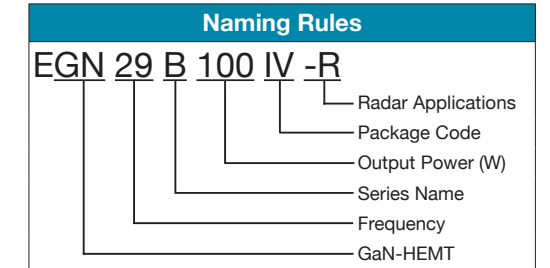 Naming Rules
EGN 29 B 100 IV -R
Radar Applications
Package Code
Output Power (W)
Series Name
Frequency
GaN-HEMT